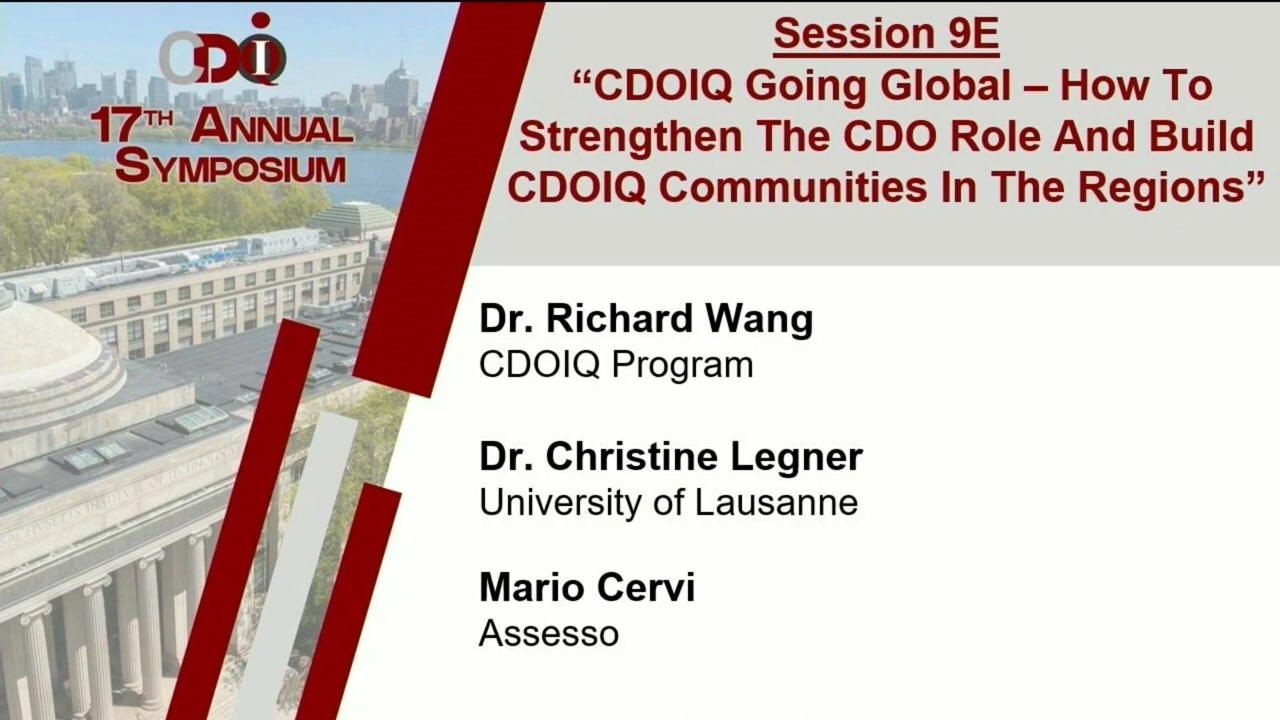 CDOIQ
17TH ANNUAL
SYMPOSIUM
Session 9E
“CDOIQ Going Global – How To
Strengthen The CDO Role And Build
CDOIQ Communities In The Regions”
Dr. Richard Wang
CDOIQ Program
Dr. Christine Legner
University of Lausanne
Mario Cervi
Assesso